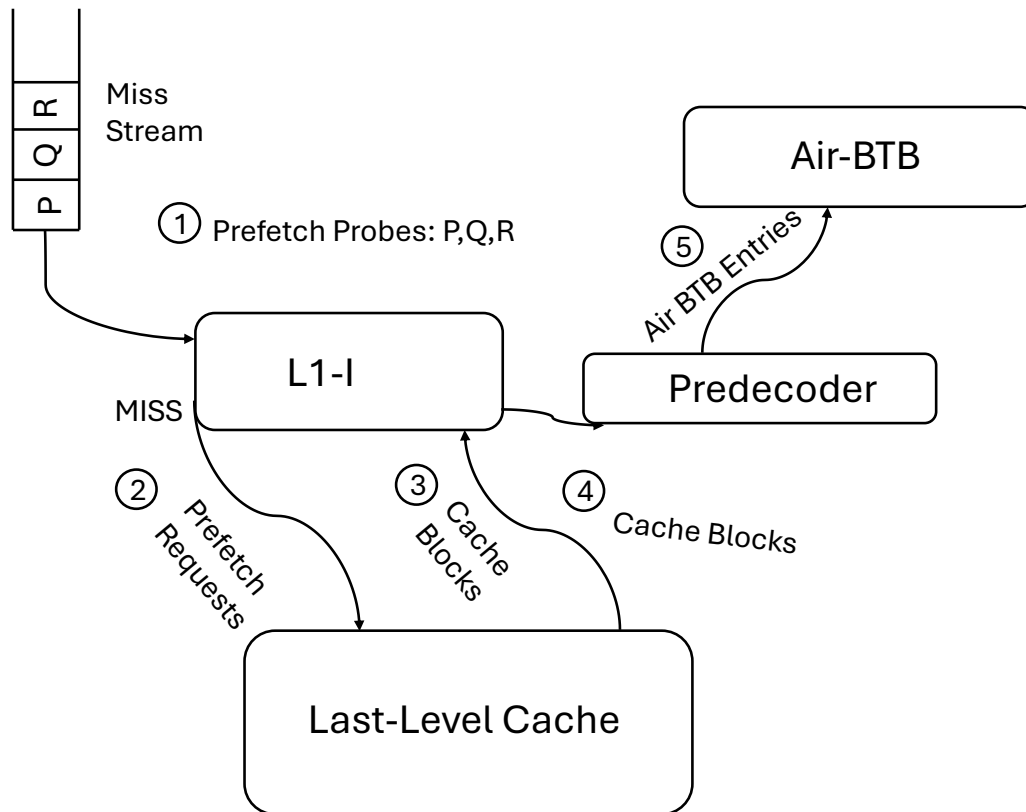 R
Q
P
Miss
Stream
1
Prefetch Probes: P,Q,R
Air-BTB
5
Air BTB Entries
L1-I
Predecoder
MISS
2
Prefetch
Requests
3
Cache
Blocks
4
Cache Blocks
Last-Level Cache